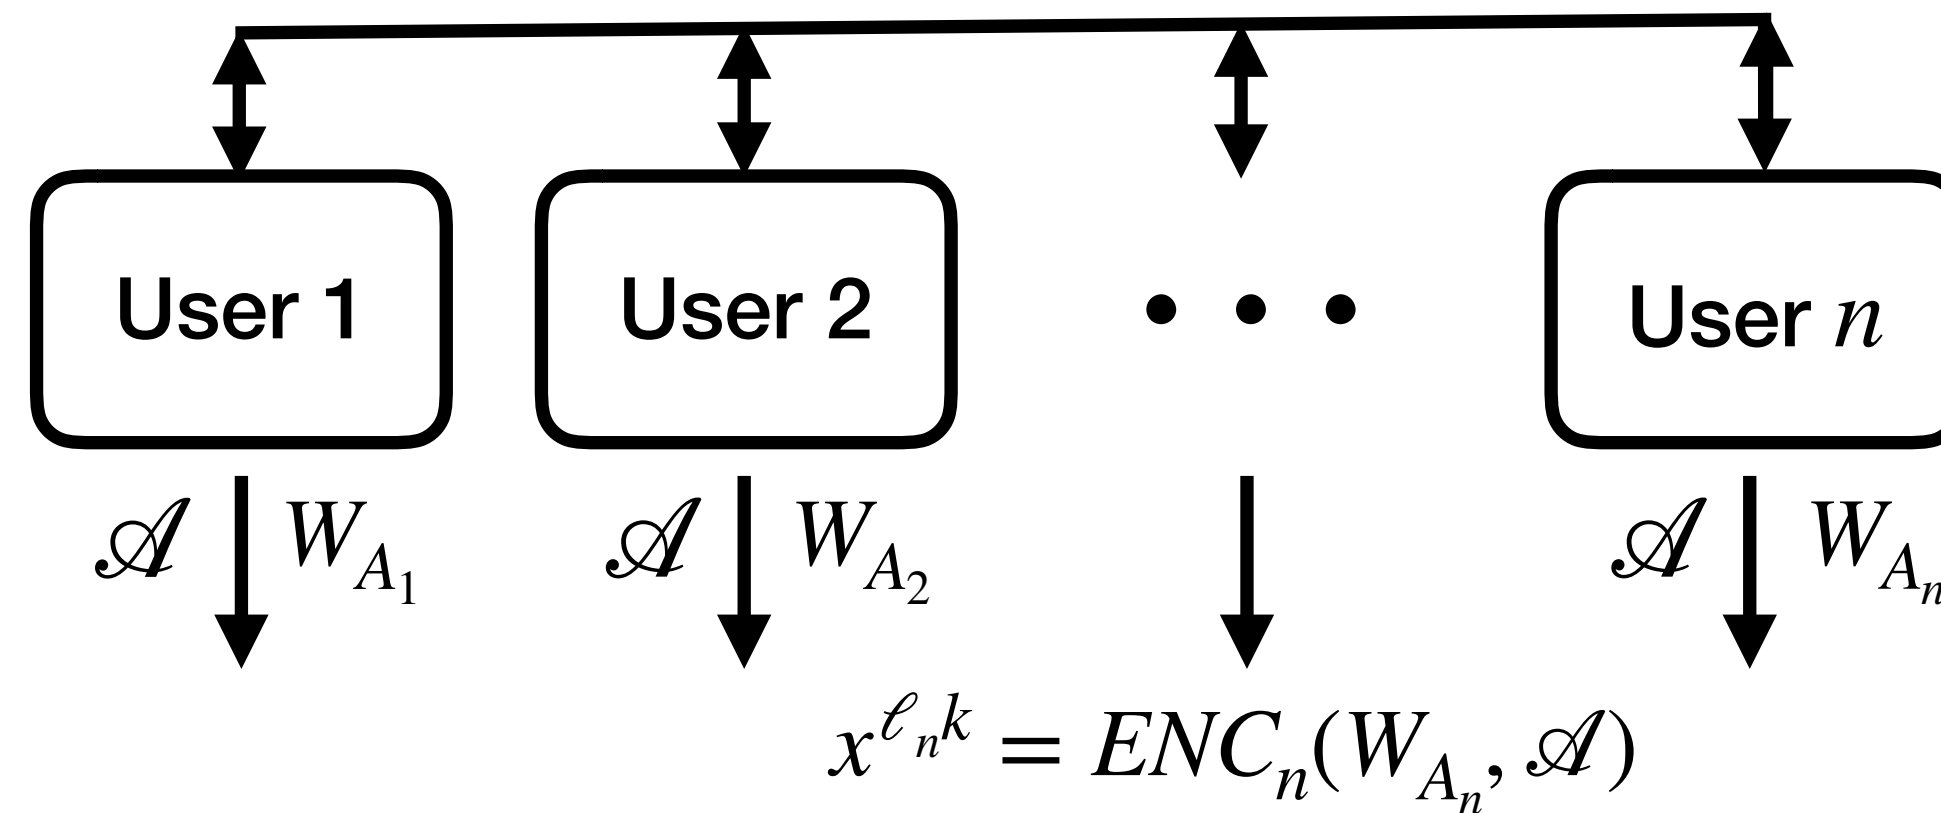 User 1 User 2 • • • User n
𝒜 W_{A_1} 𝒜 W_{A_2} 𝒜 W_{A_n}
x^{ℓ_n k} = ENC_n(W_{A_n}, 𝒜)